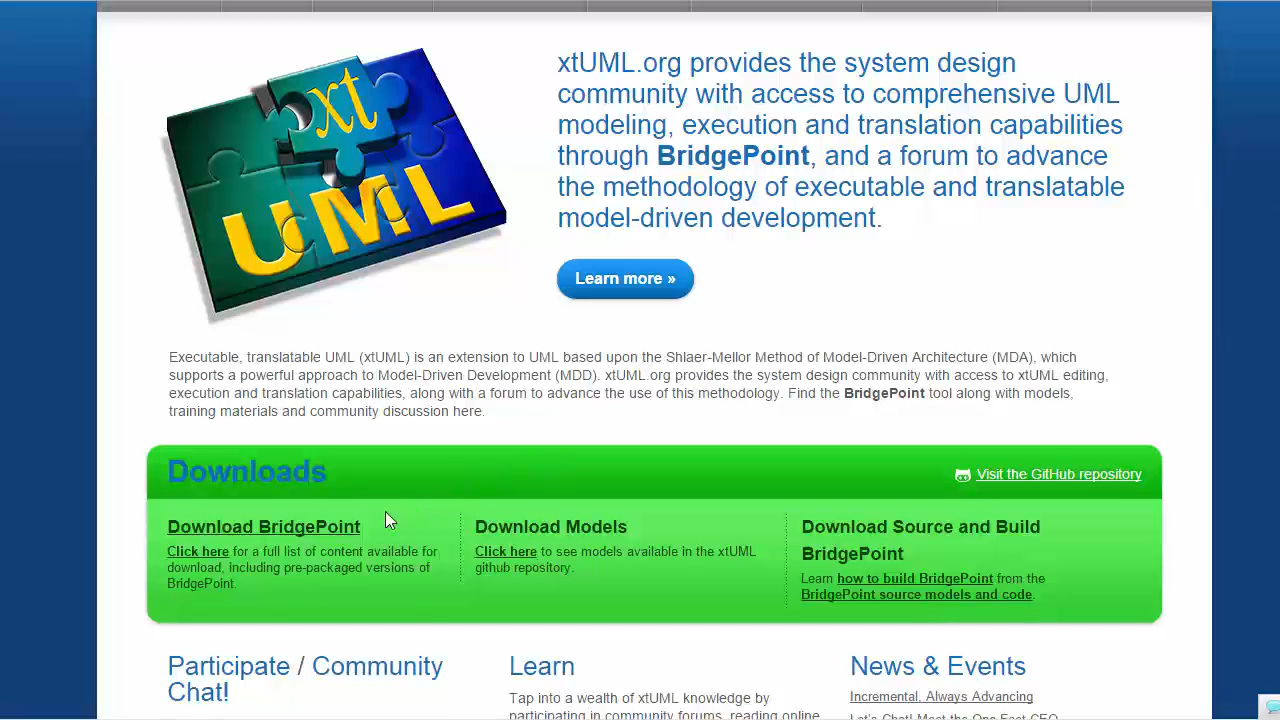 xt
UML
xtUML.org provides the system design
community with access to comprehensive UML
modeling, execution and translation capabilities
through BridgePoint, and a forum to advance
the methodology of executable and translatable
model-driven development.
Learn more »
Executable, translatable UML (xtUML) is an extension to UML based upon the Shlaer-Mellor Method of Model-Driven Architecture (MDA), which
supports a powerful approach to Model-Driven Development (MDD). xtUML.org provides the system design community with access to xtUML editing,
execution and translation capabilities, along with a forum to advance the use of this methodology. Find the BridgePoint tool along with models,
training materials and community discussion here.
Downloads
Visit the GitHub repository
Download BridgePoint
Click here for a full list of content available for
download, including pre-packaged versions of
BridgePoint.
Download Models
Click here to see models available in the xtUML
github repository.
Download Source and Build
BridgePoint
Learn how to build BridgePoint from the
BridgePoint source models and code.
Participate / Community
Chat!
Learn
Tap into a wealth of xtUML knowledge by
participating in community forums, reading online
News & Events
Incremental, Always Advancing
Let's Chat! Meet the One Fact CEO